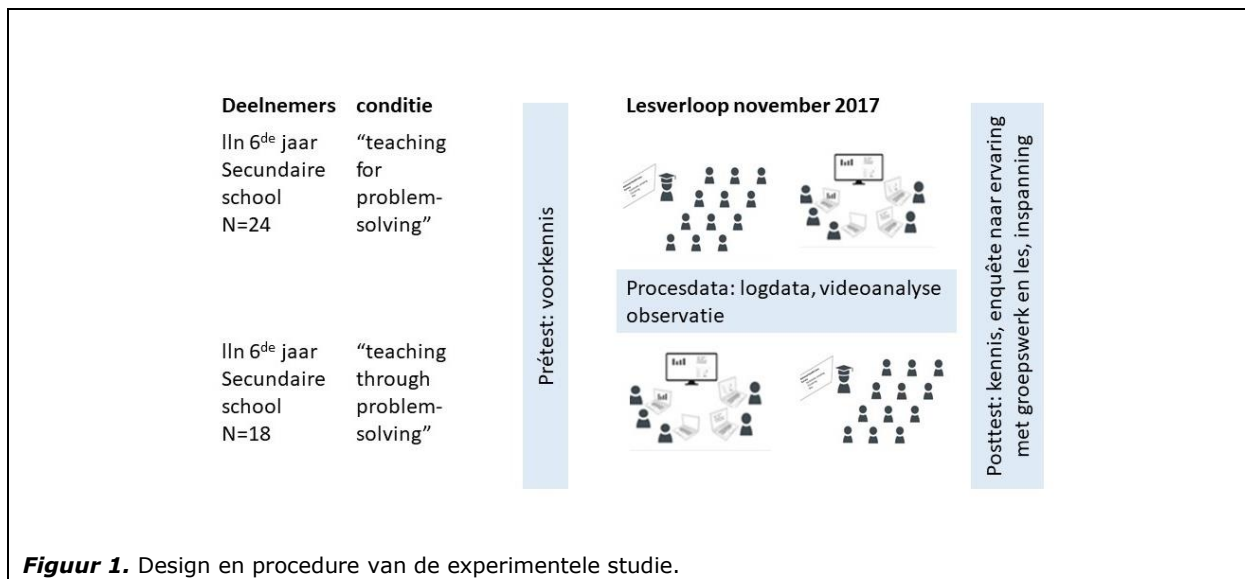 Deelnemers conditie
lln 6de jaar
Secundaire
school
N=24
“teaching
for
problem-
solving”
lln 6de jaar
Secundaire
school
N=18
“teaching
through
problem-
solving”
Prétest: voorkennis
Lesverloop november 2017
Procesdata: logdata, videoanalyse
observatie
Posttest: kennis, enquête naar ervaring
met groepswerk en les, inspanning
Figuur 1. Design en procedure van de experimentele studie.